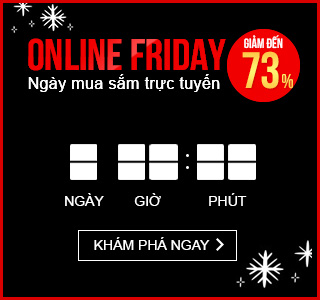 ONLINE FRIDAY
Ngày mua sắm trực tuyến
GIẢM ĐẾN
73%
:
NGÀY GIỜ PHÚT
KHÁM PHÁ NGAY >